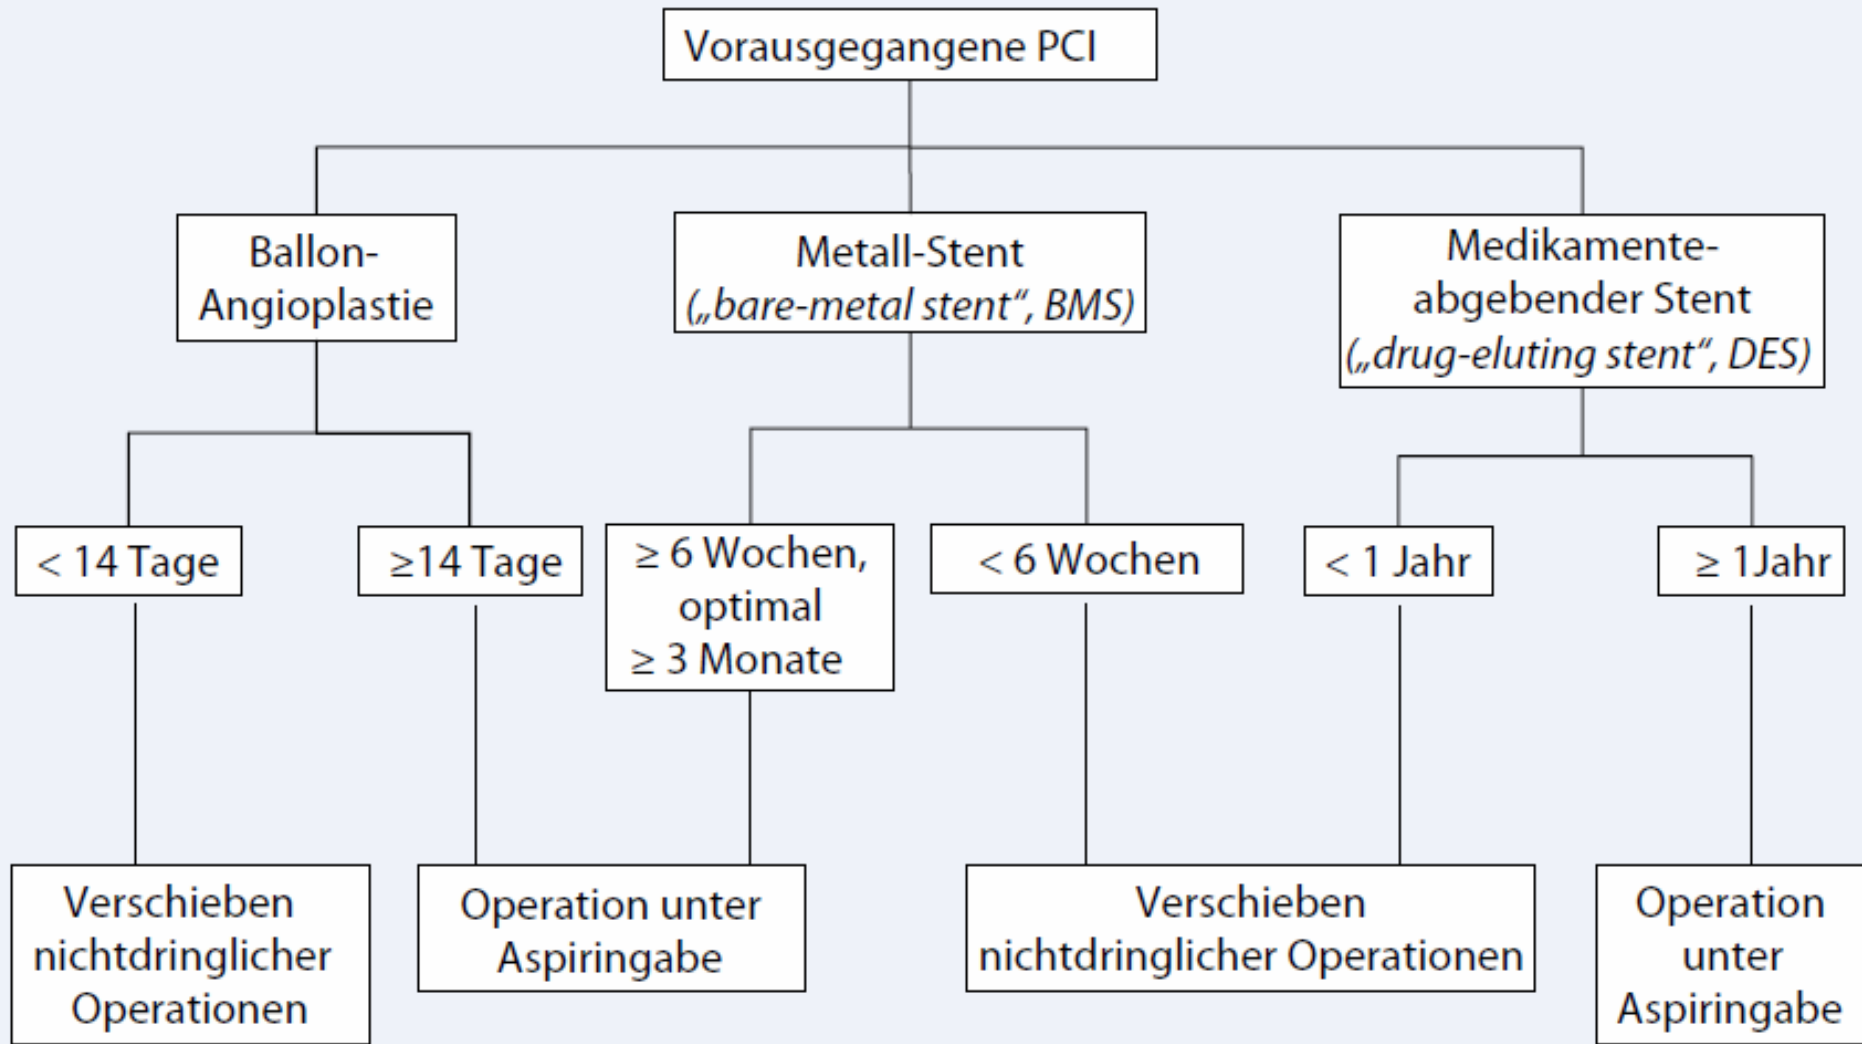 Vorausgegangene PCI
Ballon-
Angioplastie
Metall-Stent
(„bare-metal stent“, BMS)
Medikamente-
abgebender Stent
(„drug-eluting stent“, DES)
< 14 Tage
≥14 Tage
≥ 6 Wochen,
optimal
≥ 3 Monate
< 6 Wochen
< 1 Jahr
≥ 1Jahr
Verschieben
nichtdringlicher
Operationen
Operation unter
Aspiringabe
Verschieben
nichtdringlicher Operationen
Operation
unter
Aspiringabe